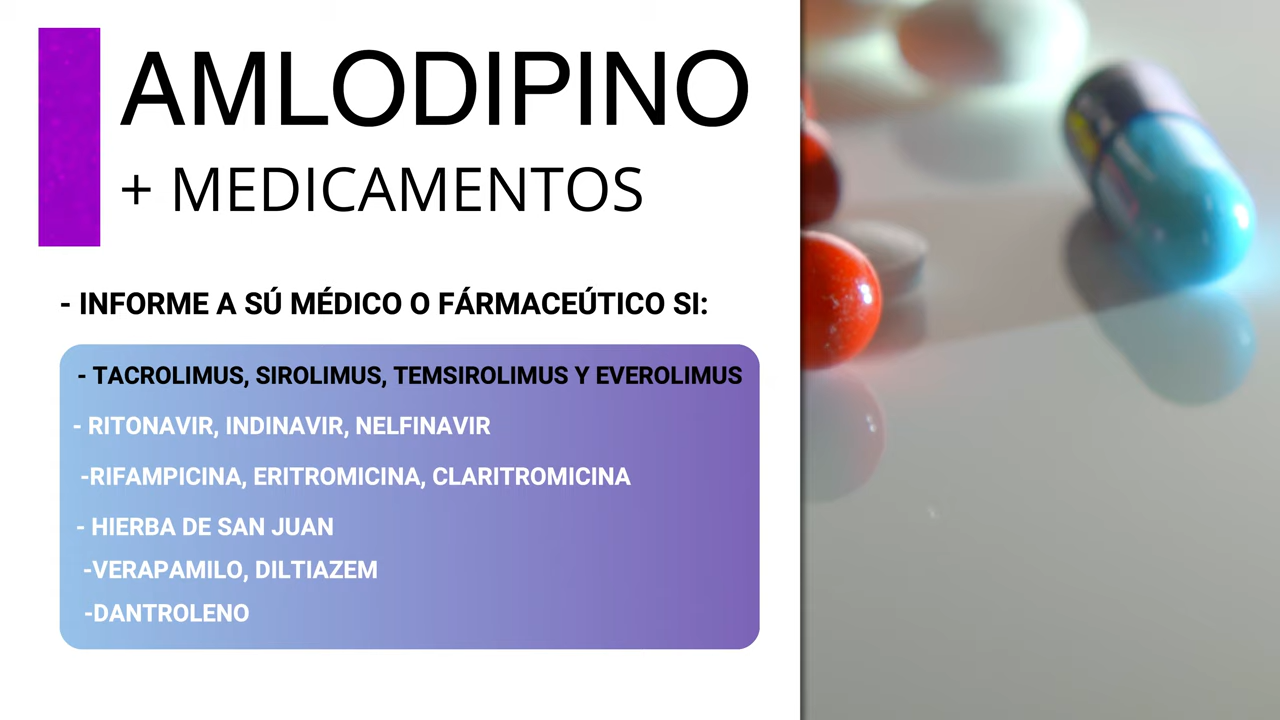 AMLODIPINO
+ MEDICAMENTOS
- INFORME A SÚ MÉDICO O FÁRMACEÚTICO SI:
- TACROLIMUS, SIROLIMUS, TEMSIROLIMUS Y EVEROLIMUS
- RITONAVIR, INDINAVIR, NELFINAVIR
-RIFAMPICINA, ERITROMICINA, CLARITROMICINA
- HIERBA DE SAN JUAN
-VERAPAMILO, DILTIAZEM
-DANTROLENO